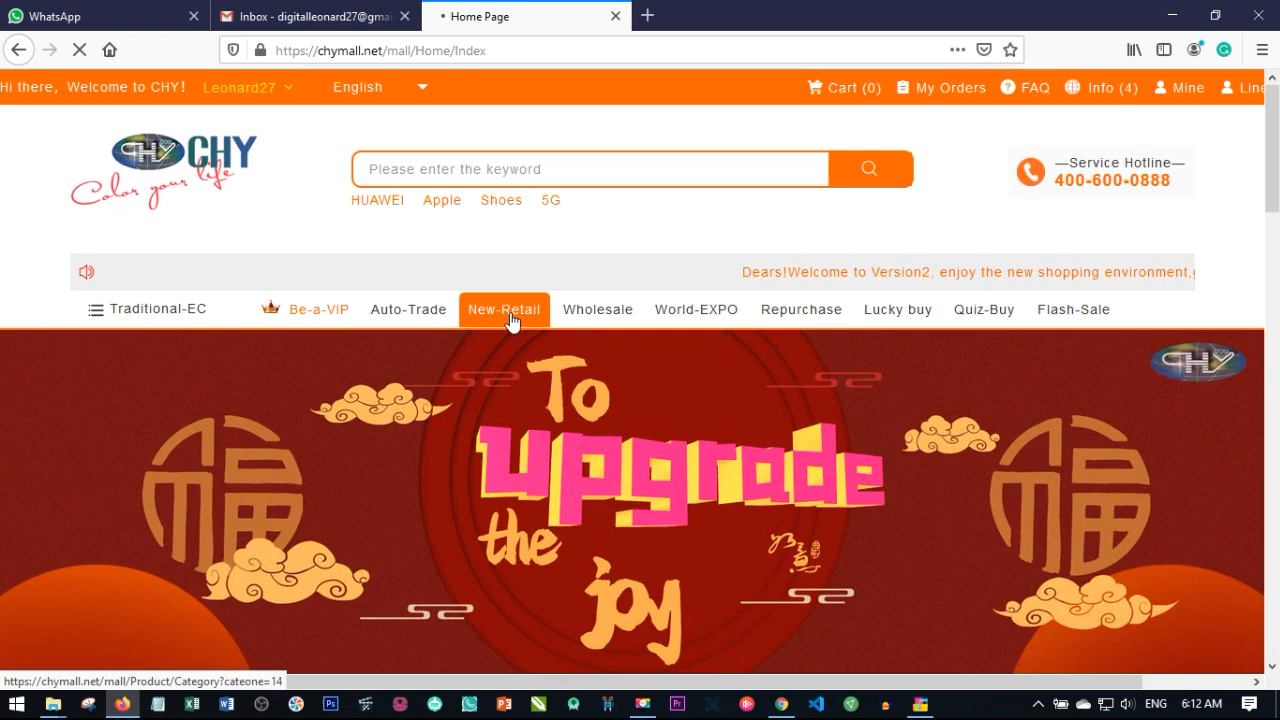 WhatsApp
Inbox - digitalleonard27@gmai
Home Page
https://chymall.net/mall/Home/Index
Hi there, Welcome to CHY!
Leonard27
English
Cart (0)
My Orders
FAQ
Info (4)
Mine
Line
CHY CHY
Color your life
Please enter the keyword
—Service Hotline—
400-600-0888
HUAWEI Apple Shoes 5G
Dears!Welcome to Version2, enjoy the new shopping environment,
Traditional-EC
Be-a-VIP
Auto-Trade
New-Retail
Wholesale
World-EXPO
Repurchase
Lucky buy
Quiz-Buy
Flash-Sale
CHY
To
upgrade
the
joy
福
福
https://chymall.net/mall/Product/Category?cateone=14
ENG
6:12 AM